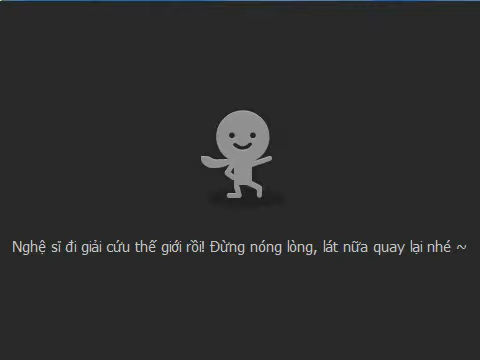 Nghệ sĩ đi giải cứu thế giới rồi! Đừng nóng lòng, lát nữa quay lại nhé ~